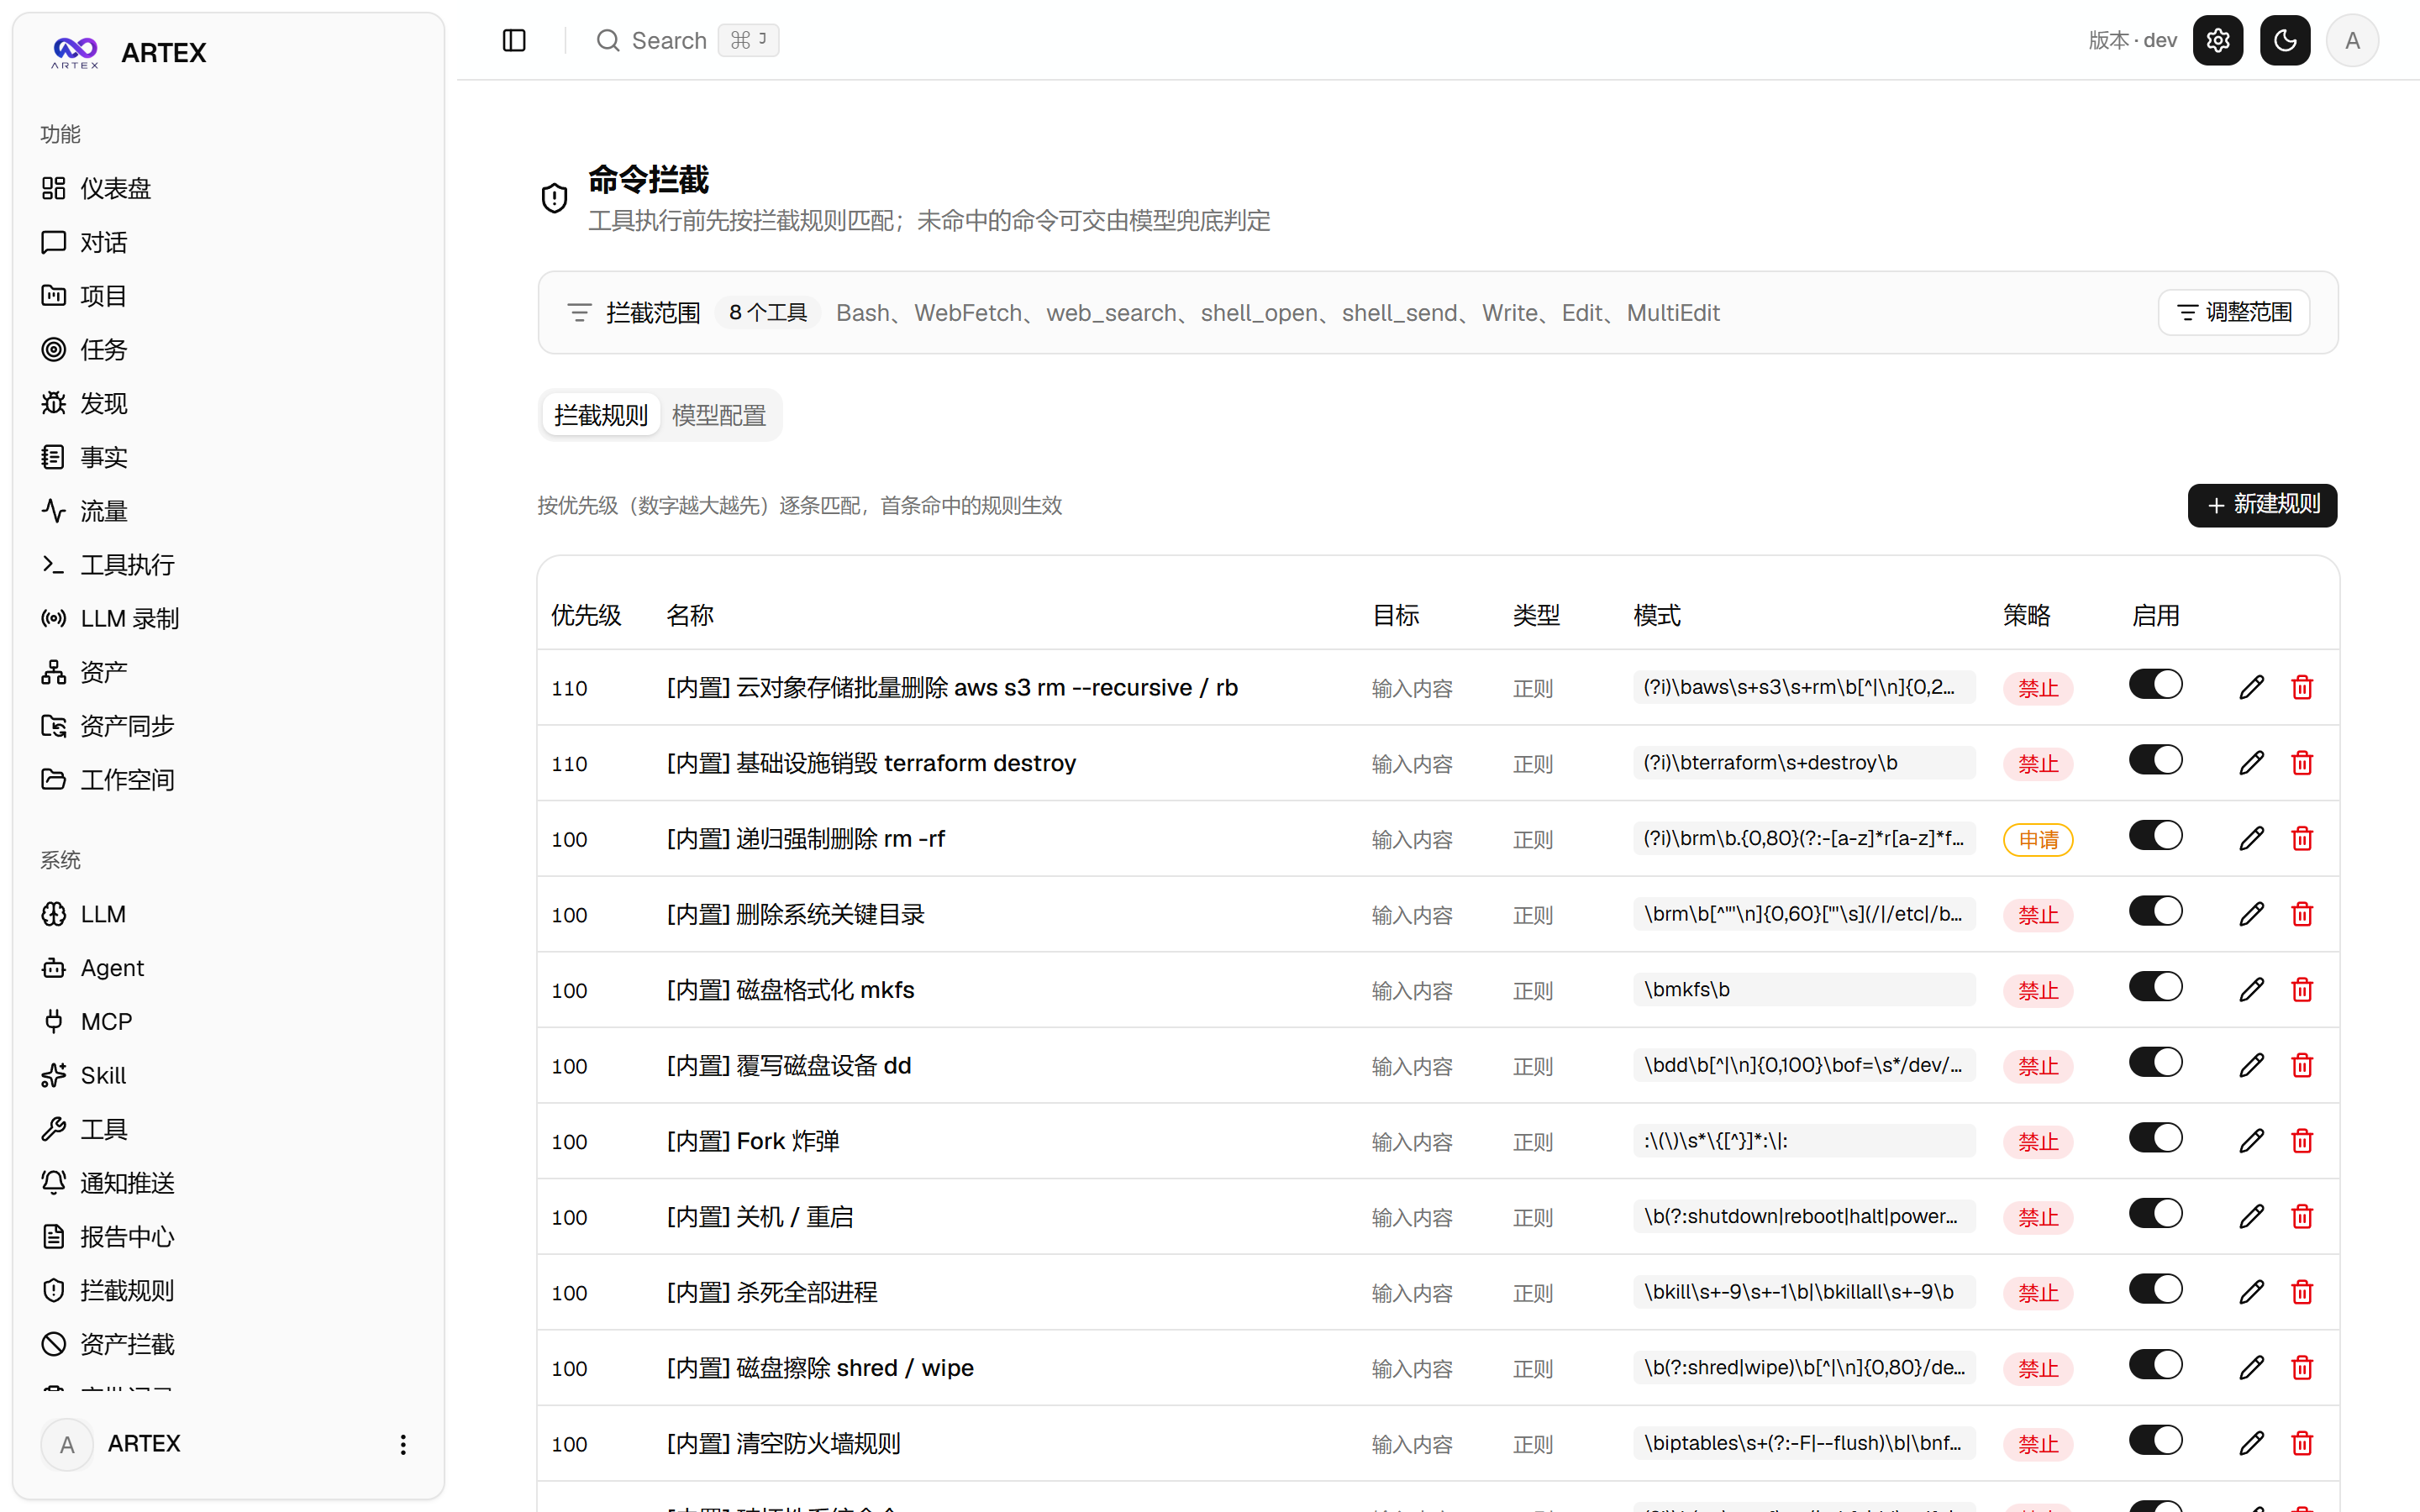 ARTEX
ARTEX
Search ⌘ J
版本 · dev
A
功能
仪表盘
对话
项目
任务
发现
事实
流量
工具执行
LLM 录制
资产
资产同步
工作空间
系统
LLM
Agent
MCP
Skill
工具
通知推送
报告中心
拦截规则
资产拦截
A ARTEX
命令拦截
工具执行前先按拦截规则匹配；未命中的命令可交由模型兜底判定
拦截范围 8 个工具 Bash、WebFetch、web_search、shell_open、shell_send、Write、Edit、MultiEdit 调整范围
拦截规则 模型配置
按优先级（数字越大越先）逐条匹配，首条命中的规则生效 新建规则
优先级 名称 目标 类型 模式 策略 启用
110 [内置] 云对象存储批量删除 aws s3 rm --recursive / rb 输入内容 正则 (?i)\baws\s+s3\s+rm\b[^|\n]{0,2... 禁止
110 [内置] 基础设施销毁 terraform destroy 输入内容 正则 (?i)\bterraform\s+destroy\b 禁止
100 [内置] 递归强制删除 rm -rf 输入内容 正则 (?i)\brm\b.{0,80}(?:-[a-z]*r[a-z]*f... 申请
100 [内置] 删除系统关键目录 输入内容 正则 \brm\b[^"'\n]{0,60}["'\s](/|/etc|/b... 禁止
100 [内置] 磁盘格式化 mkfs 输入内容 正则 \bmkfs\b 禁止
100 [内置] 覆写磁盘设备 dd 输入内容 正则 \bdd\b[^|\n]{0,100}\bof=\s*/dev/... 禁止
100 [内置] Fork 炸弹 输入内容 正则 :\(\)\s*\{[^}]*:\|: 禁止
100 [内置] 关机 / 重启 输入内容 正则 \b(?:shutdown|reboot|halt|power... 禁止
100 [内置] 杀死全部进程 输入内容 正则 \bkill\s+-9\s+-1\b|\bkillall\s+-9\b 禁止
100 [内置] 磁盘擦除 shred / wipe 输入内容 正则 \b(?:shred|wipe)\b[^|\n]{0,80}/de... 禁止
100 [内置] 清空防火墙规则 输入内容 正则 \biptables\s+(?:-F|--flush)\b|\bnf... 禁止